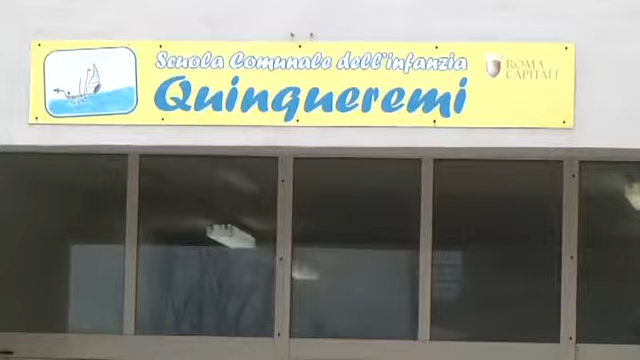 Scuola Comunale dell'infanzia
Quinqueremi
ROMA
CAPITALE